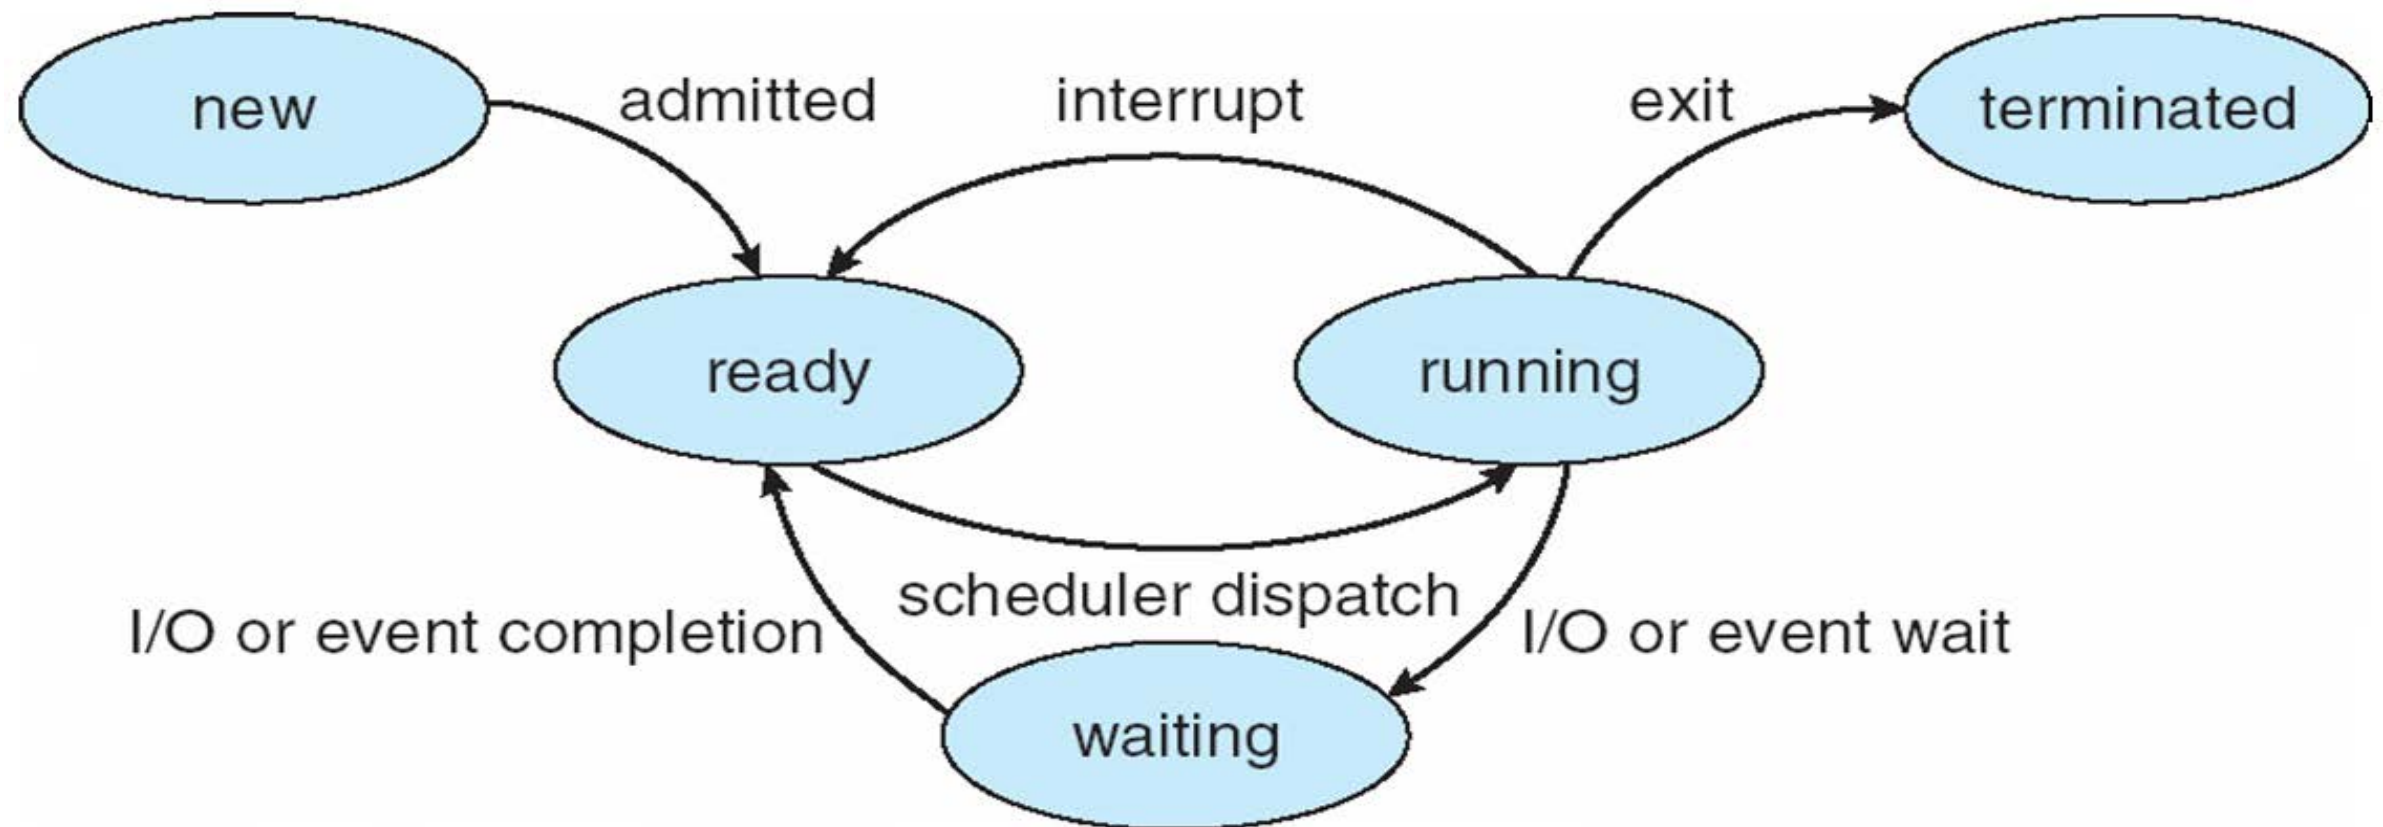 new
admitted
interrupt
exit
terminated
ready
running
scheduler dispatch
I/O or event completion
I/O or event wait
waiting